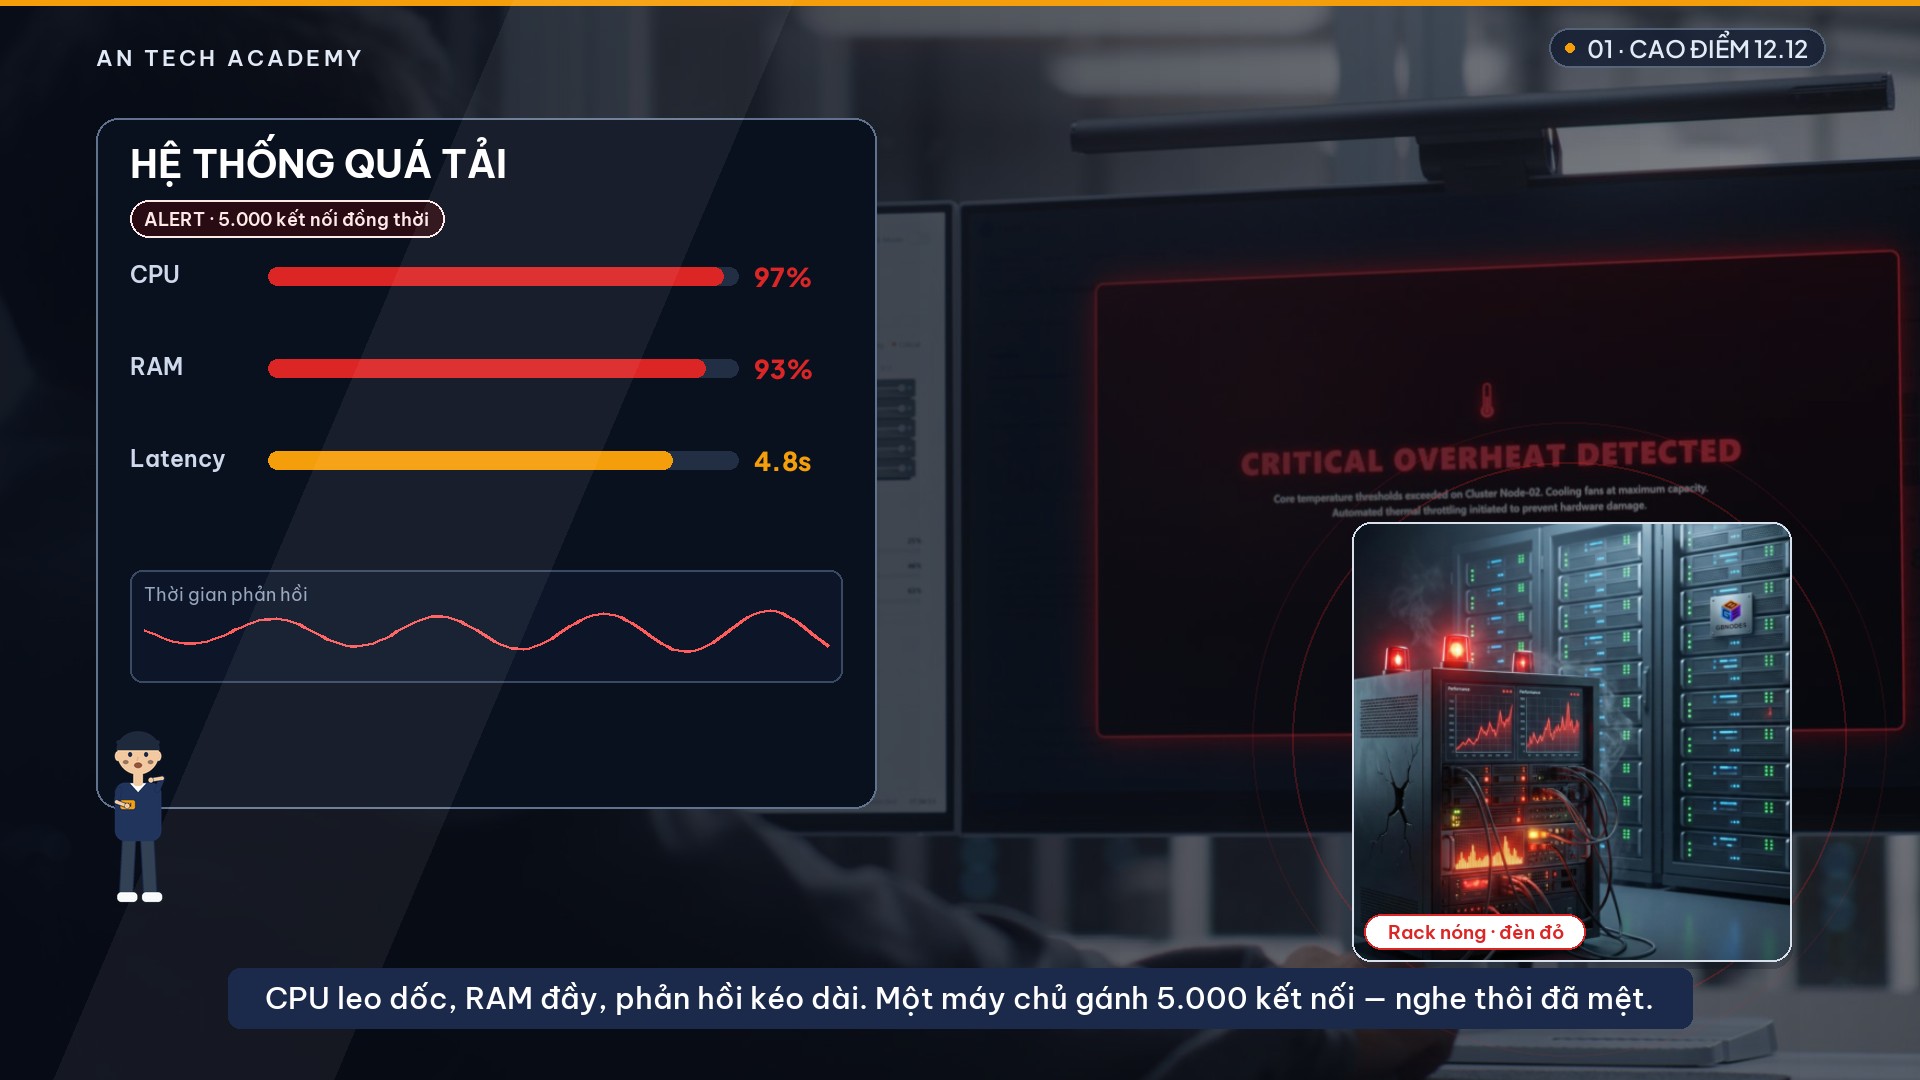 AN TECH ACADEMY
01 · CAO ĐIỂM 12.12
HỆ THỐNG QUÁ TẢI
ALERT · 5.000 kết nối đồng thời
CPU
97%
RAM
93%
Latency
4.8s
Thời gian phản hồi
CRITICAL OVERHEAT DETECTED
Core temperature thresholds exceeded on Cluster Node-02. Cooling fans at maximum capacity.
Automated thermal throttling initiated to prevent hardware damage.
Performance
Performance
GBNODES
Rack nóng · đèn đỏ
CPU leo dốc, RAM đầy, phản hồi kéo dài. Một máy chủ gánh 5.000 kết nối — nghe thôi đã mệt.